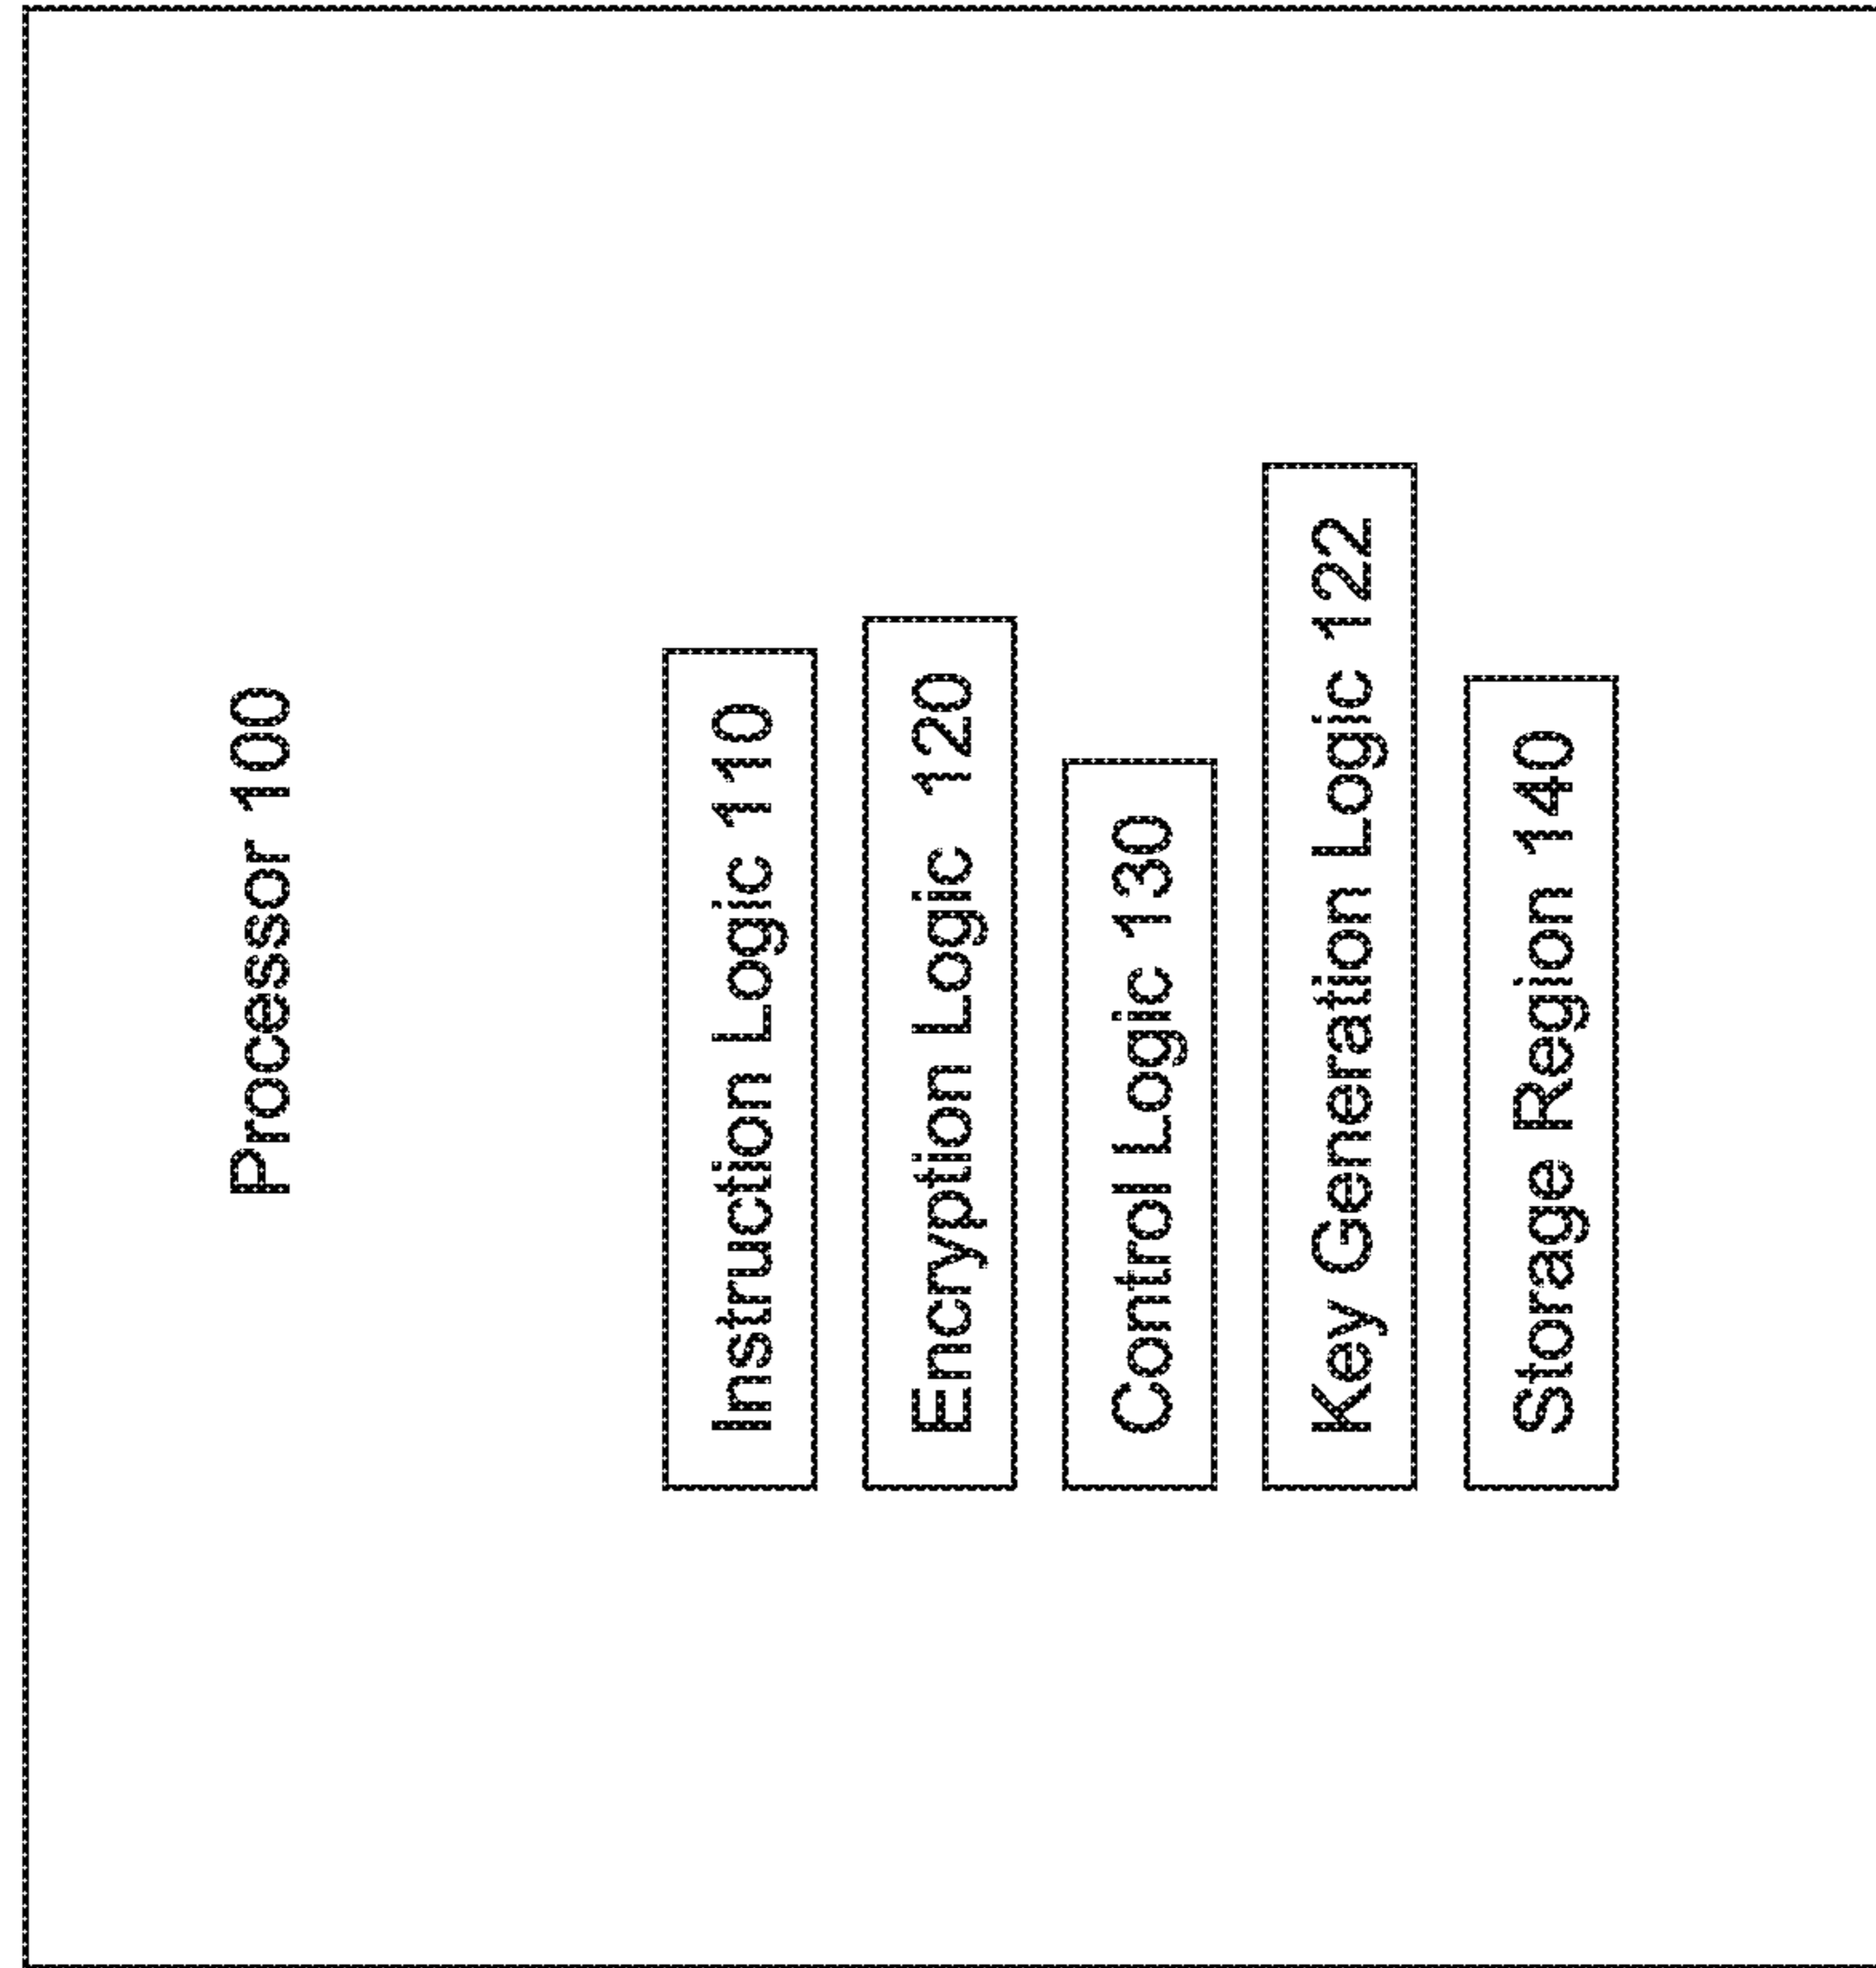 Processor 100
Instruction Logic 110
Encryption Logic 120
Control Logic 130
Key Generation Logic 122
Storage Region 140